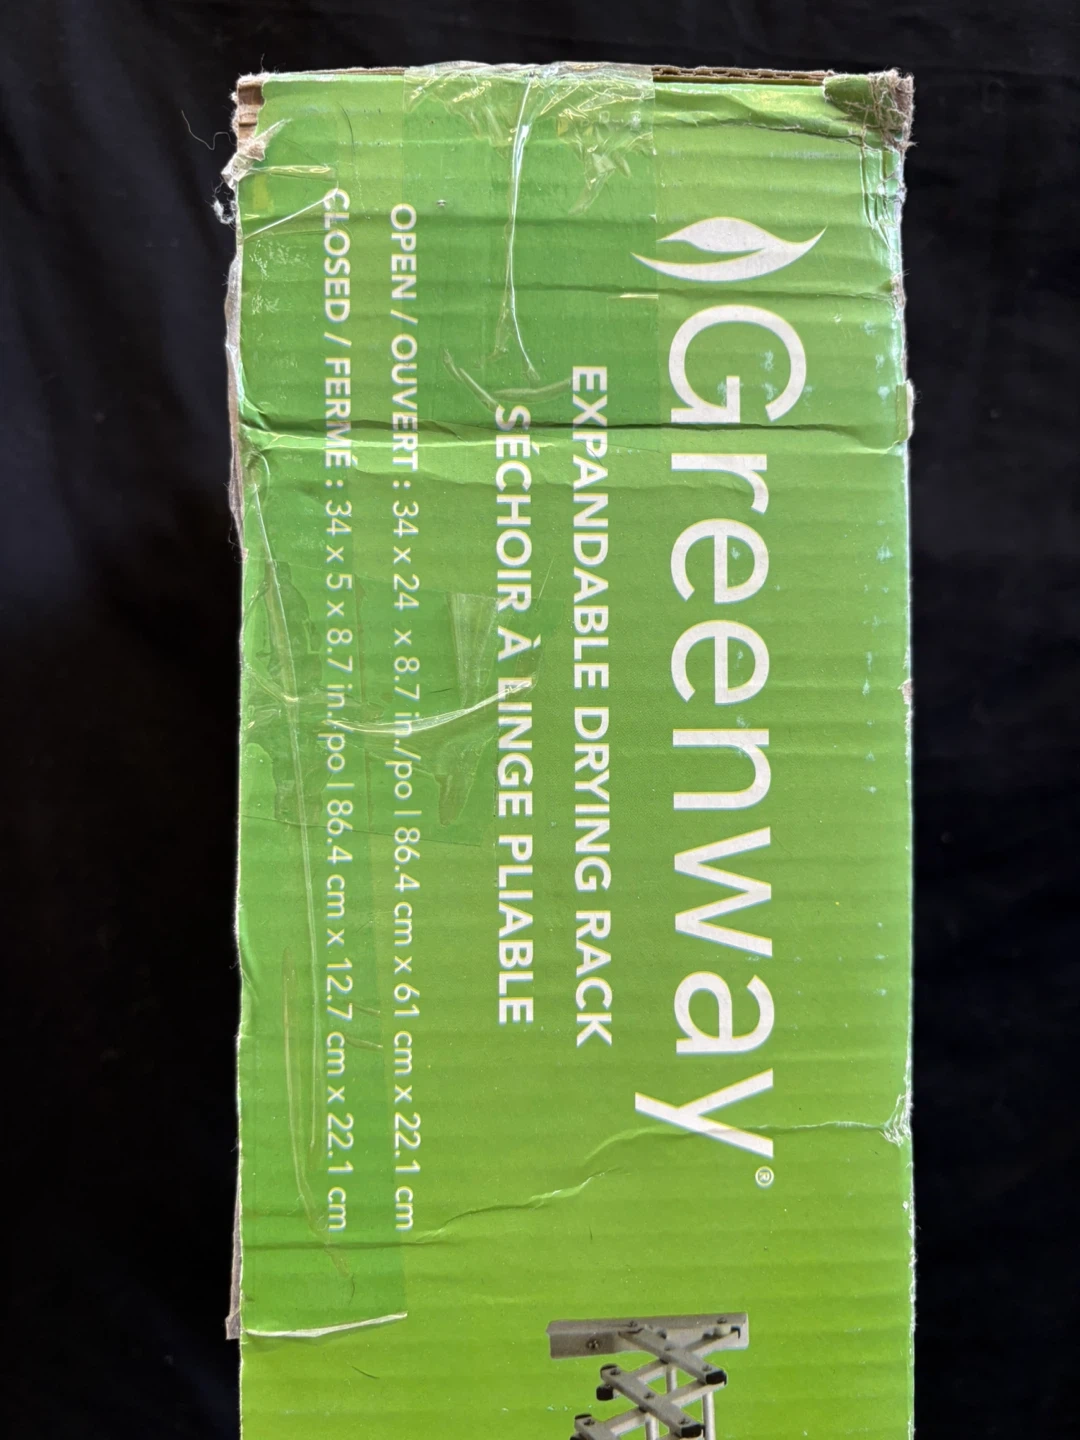 Greenway®
EXPANDABLE DRYING RACK
SÉCHOIR À LINGE PLIABLE
OPEN / OUVERT : 34 x 24 x 8.7 in./po | 86.4 cm x 61 cm x 22.1 cm
CLOSED / FERMÉ : 34 x 5 x 8.7 in./po | 86.4 cm x 12.7 cm x 22.1 cm